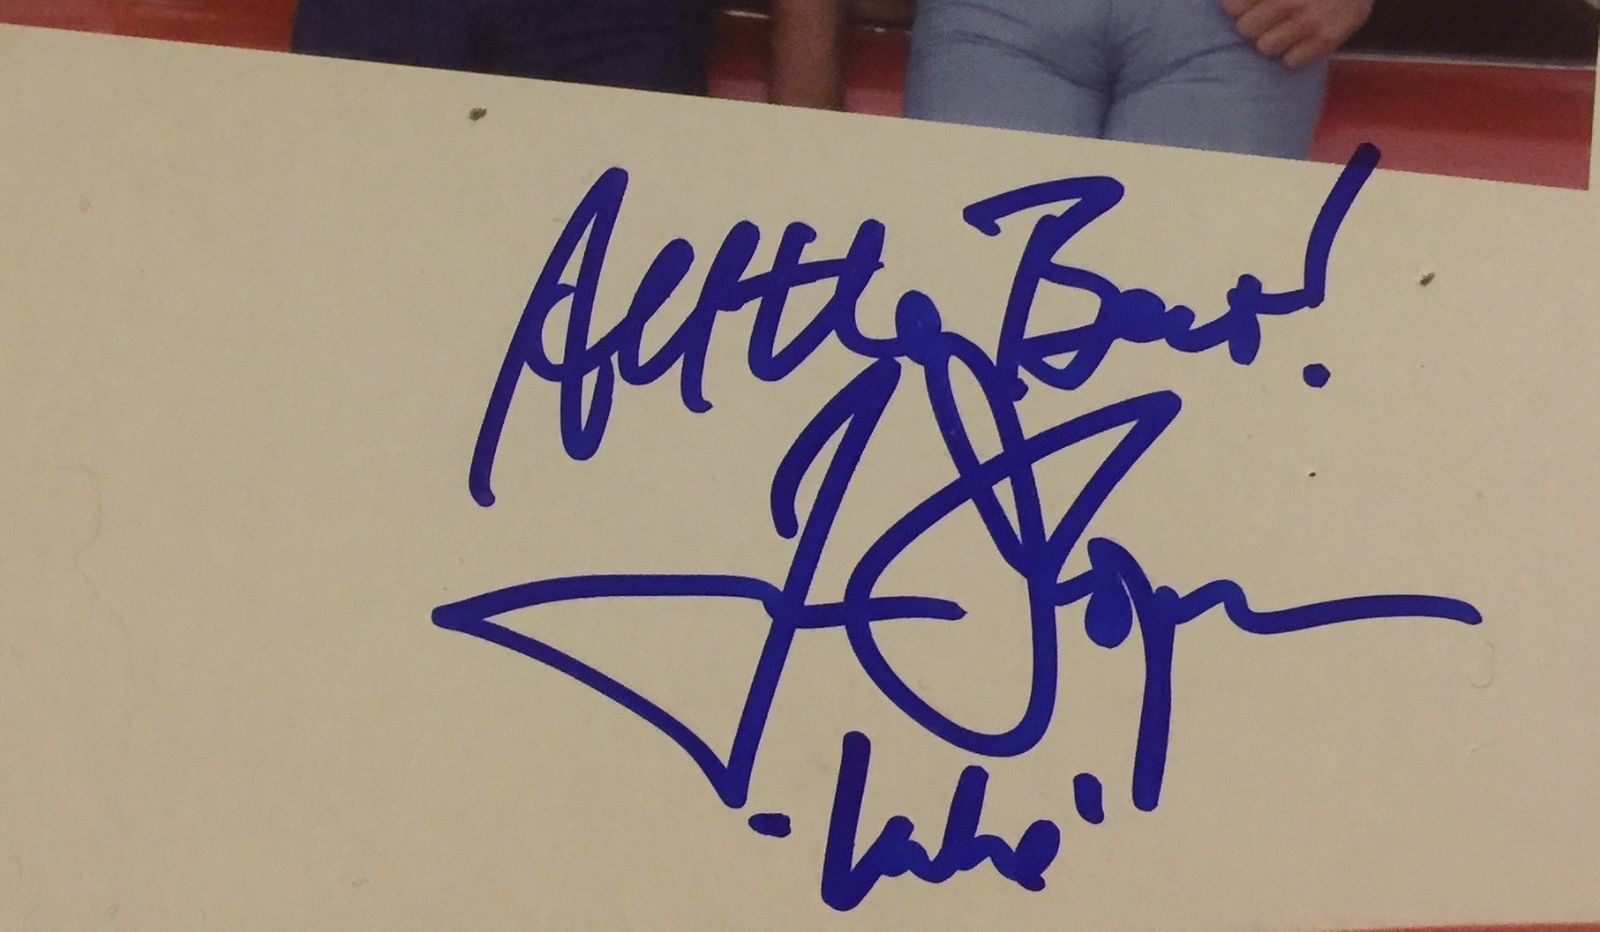 All the Best!
'Luke'